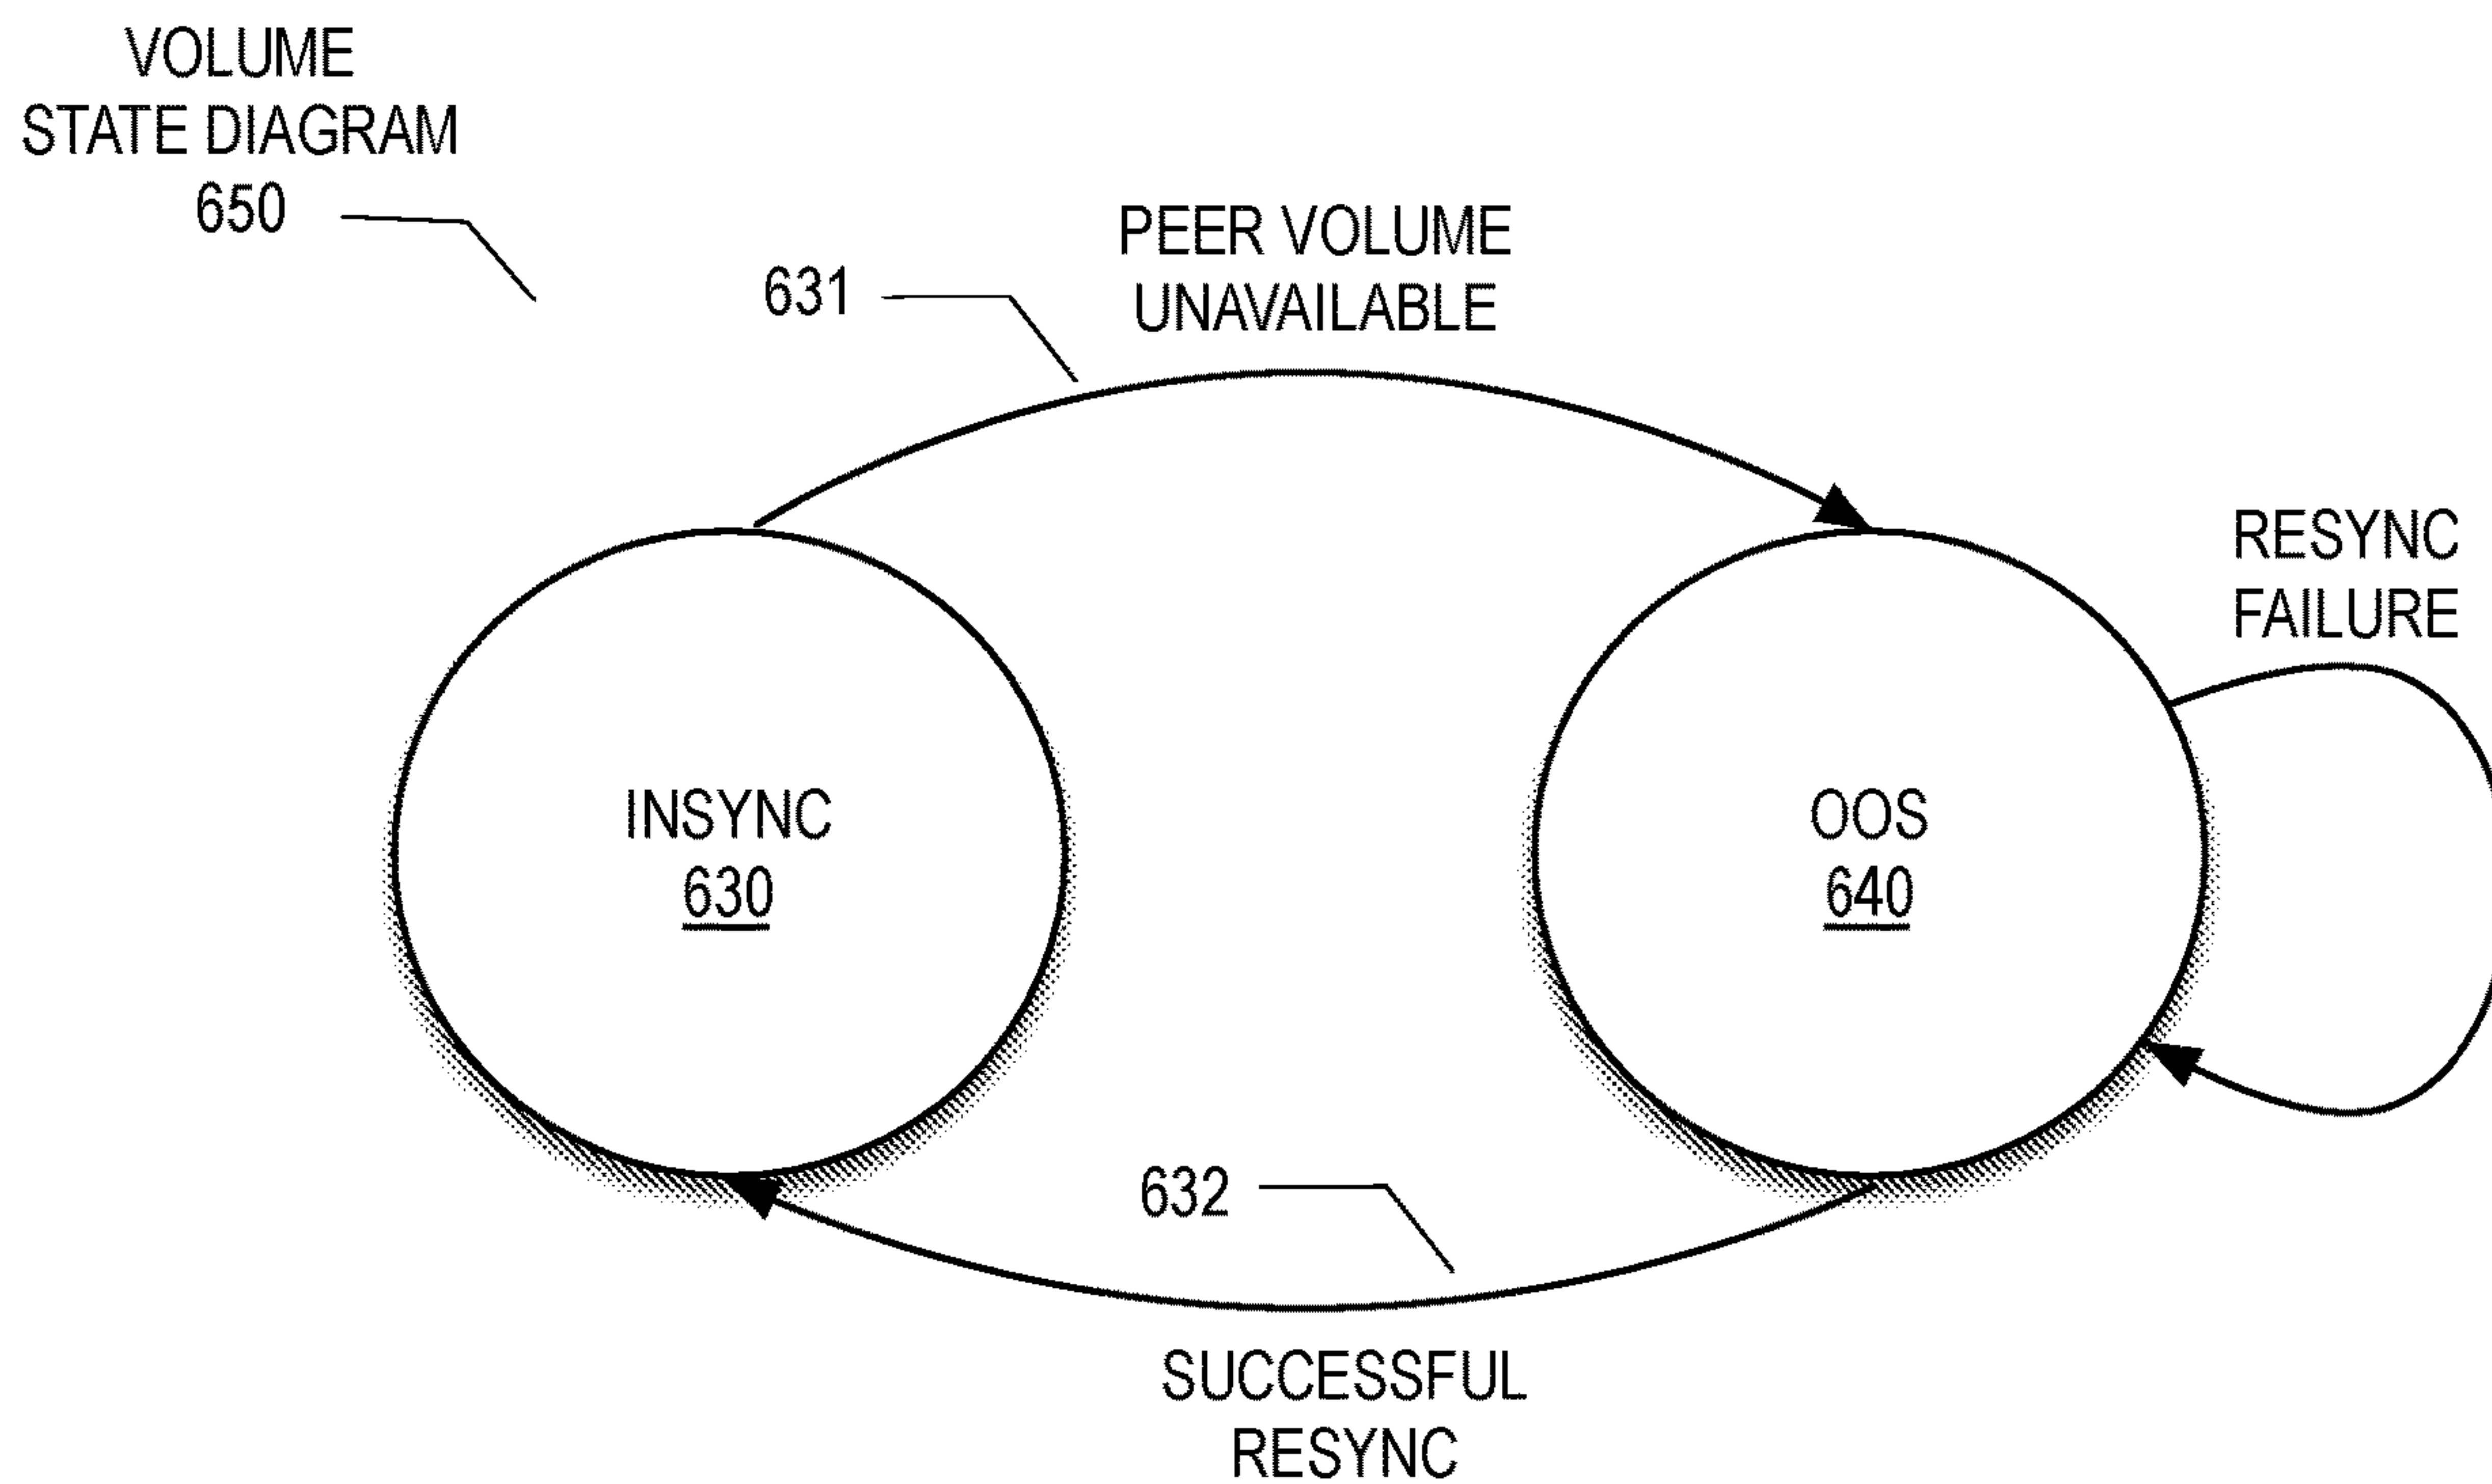 VOLUME
STATE DIAGRAM
650
631
PEER VOLUME
UNAVAILABLE
RESYNC
FAILURE
INSYNC
630
OOS
640
632
SUCCESSFUL
RESYNC